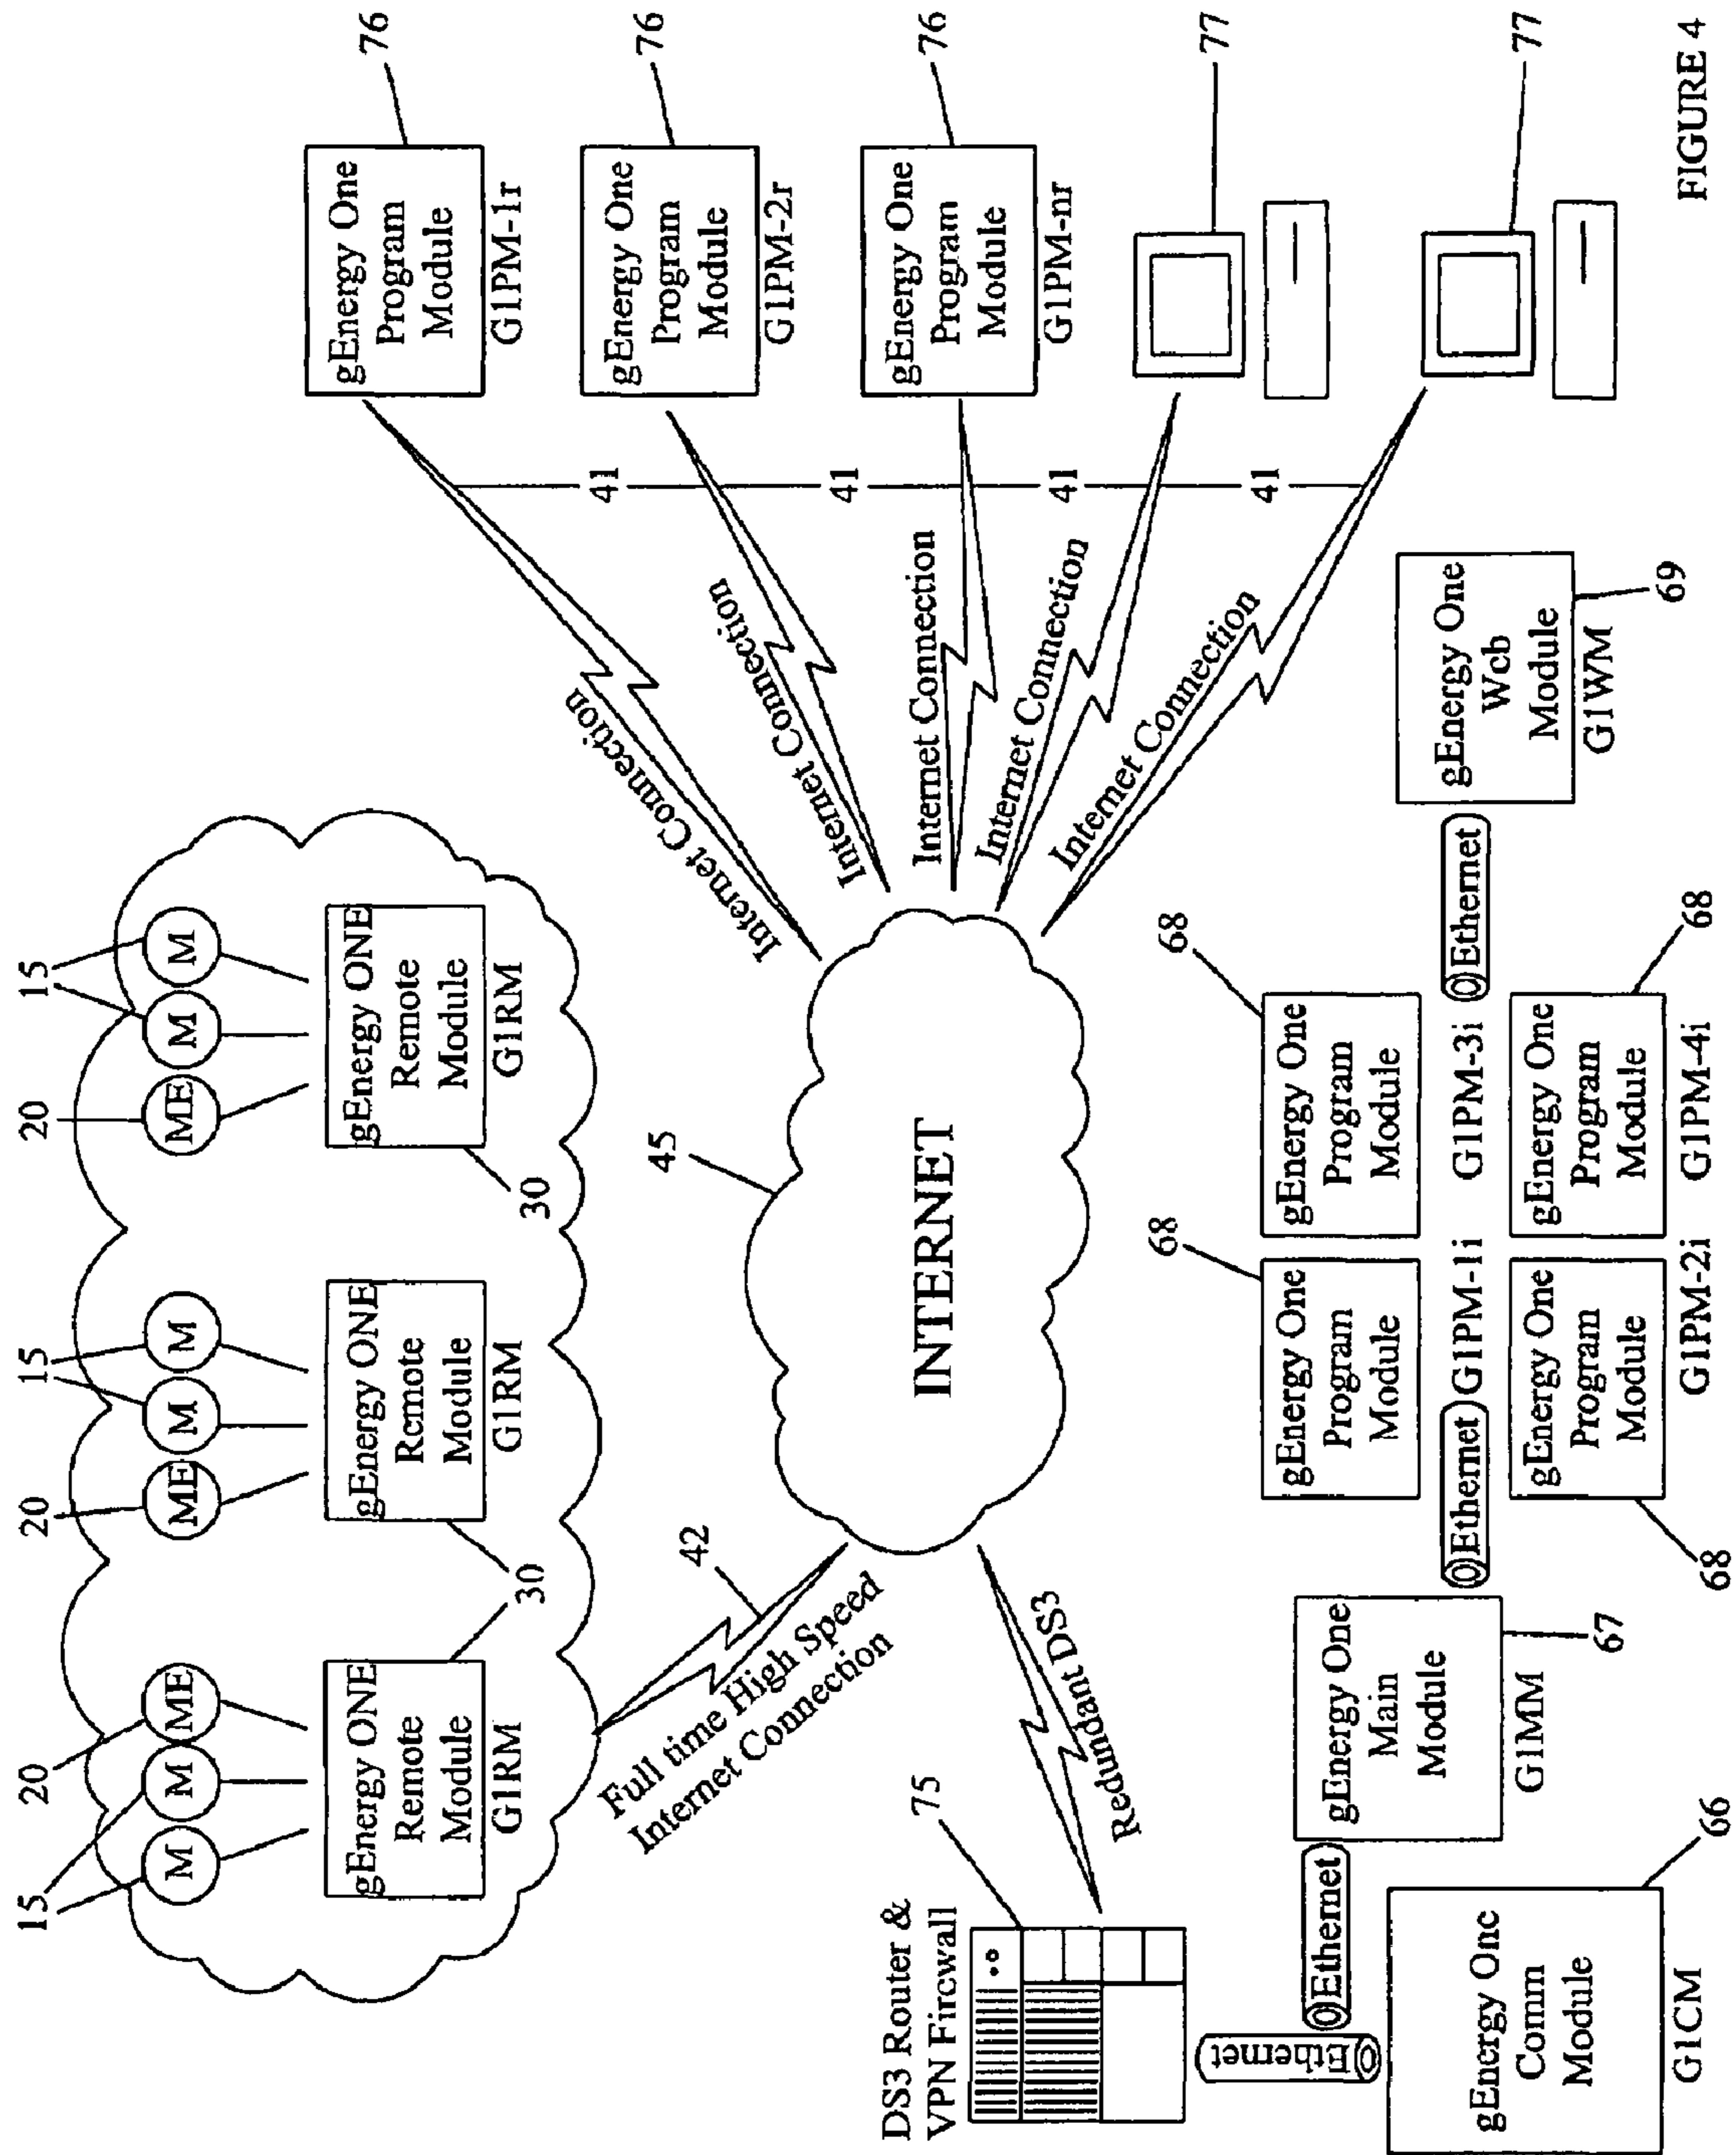 20
15
M
M
ME
gEnergy ONE
Remote
Module
G1RM
30
20
15
ME
M
M
gEnergy ONE
Remote
Module
G1RM
30
20
15
ME
M
M
gEnergy ONE
Remote
Module
G1RM
42
Full time High Speed
Internet Connection
45
INTERNET
Internet Connection
Internet Connection
Internet Connection
Internet Connection
Internet Connection
41
41
41
41
gEnergy One
Program
Module
G1PM-1r
76
gEnergy One
Program
Module
G1PM-2r
76
gEnergy One
Program
Module
G1PM-nr
76
77
77
DS3 Router &
VPN Firewall
75
Redundant DS3
Ethernet
Ethernet
gEnergy One
Comm
Module
G1CM
66
gEnergy One
Main
Module
G1MM
67
Ethernet
68
gEnergy One
Program
Module
G1PM-1i
68
gEnergy One
Program
Module
G1PM-3i
gEnergy One
Program
Module
G1PM-2i
68
gEnergy One
Program
Module
G1PM-4i
68
Ethernet
gEnergy One
Web
Module
G1WM
69
FIGURE 4